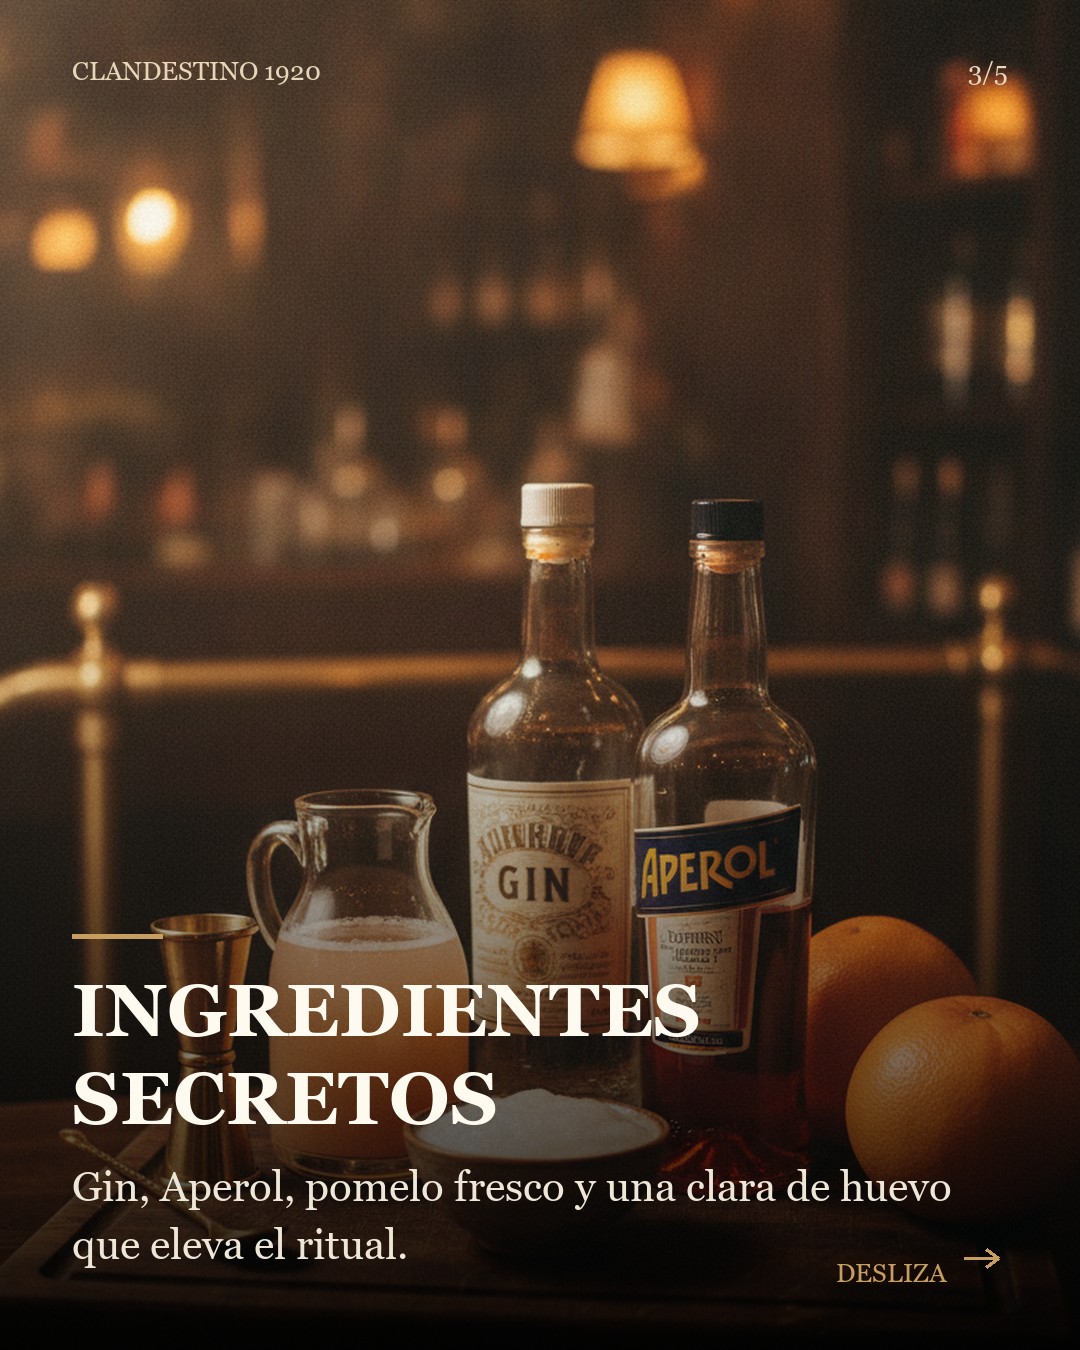 CLANDESTINO 1920
3/5
GIN
APEROL
INGREDIENTES
SECRETOS
Gin, Aperol, pomelo fresco y una clara de huevo
que eleva el ritual.
DESLIZA